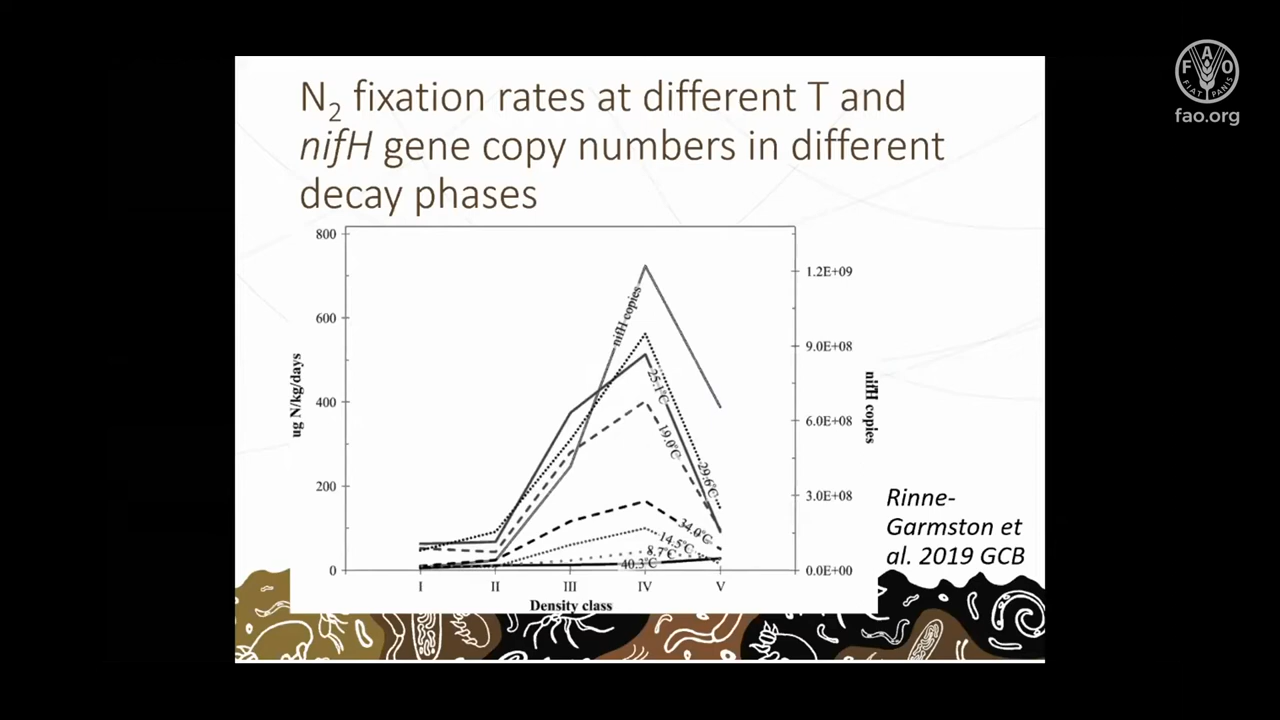 F A O
FIAT PANIS
fao.org
N₂ fixation rates at different T and
nifH gene copy numbers in different
decay phases
800
600
400
200
0
ug N/kg/days
1.2E+09
9.0E+08
6.0E+08
3.0E+08
0.0E+00
nifH copies
nifH copies
25.1°C
19.0°C
29.6°C
34.0°C
14.5°C
8.7°C
40.3°C
I II III IV V
Density class
Rinne-
Garmston et
al. 2019 GCB